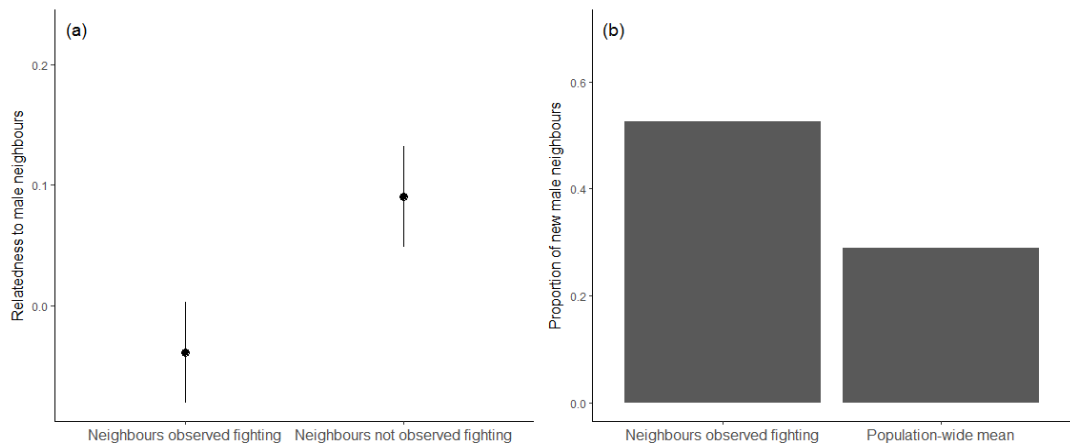 (a)
Relatedness to male neighbours
0.2
0.1
0.0
Neighbours observed fighting
Neighbours not observed fighting
(b)
Proportion of new male neighbours
0.6
0.4
0.2
0.0
Neighbours observed fighting
Population-wide mean